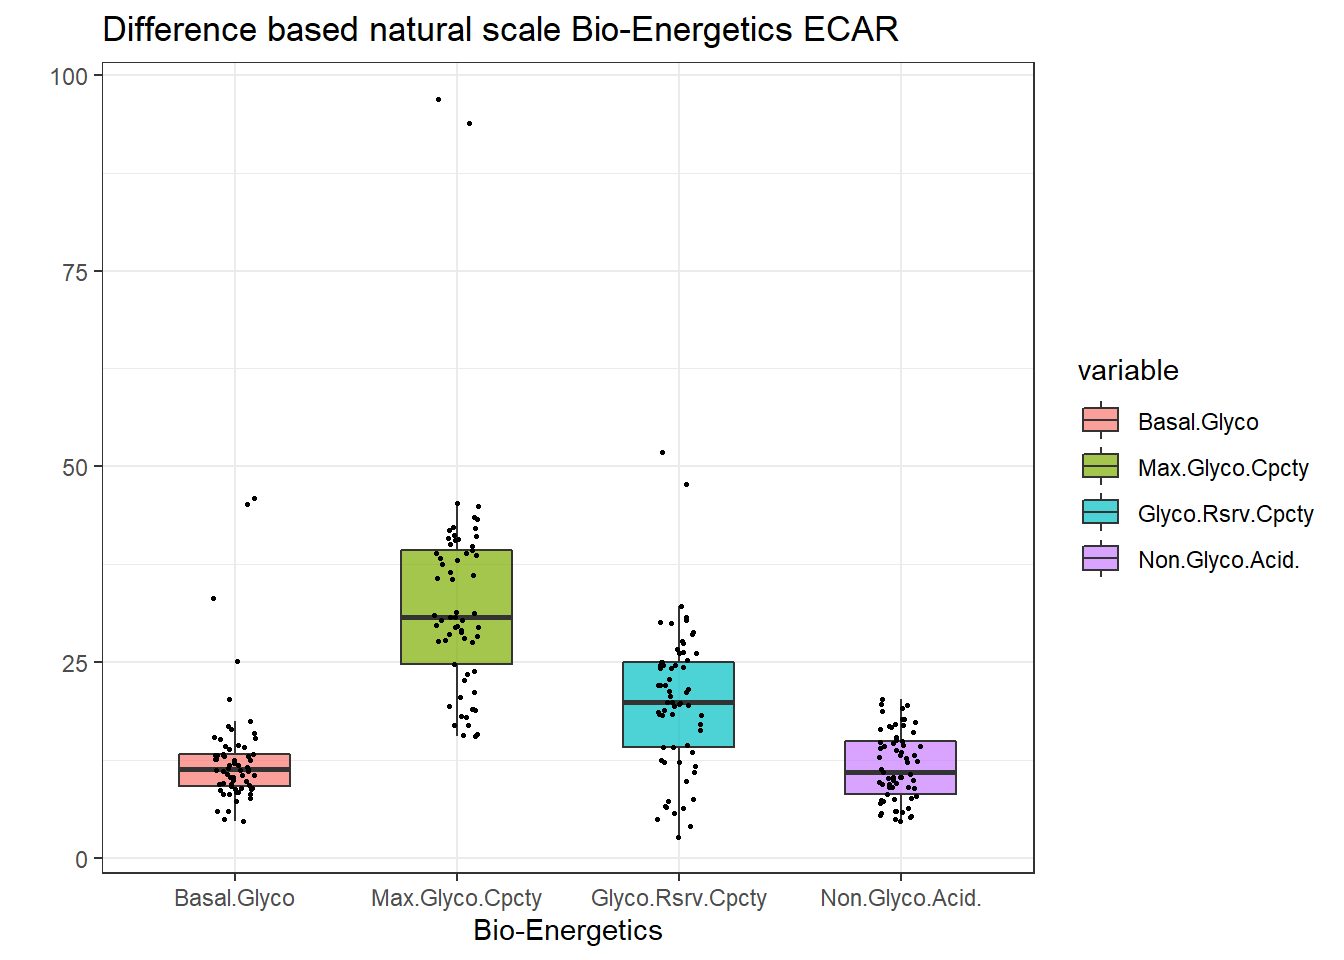 Difference based natural scale Bio-Energetics ECAR
100
75
50
25
0
Basal.Glyco
Max.Glyco.Cpcty
Glyco.Rsrv.Cpcty
Non.Glyco.Acid.
Bio-Energetics
variable
Basal.Glyco
Max.Glyco.Cpcty
Glyco.Rsrv.Cpcty
Non.Glyco.Acid.